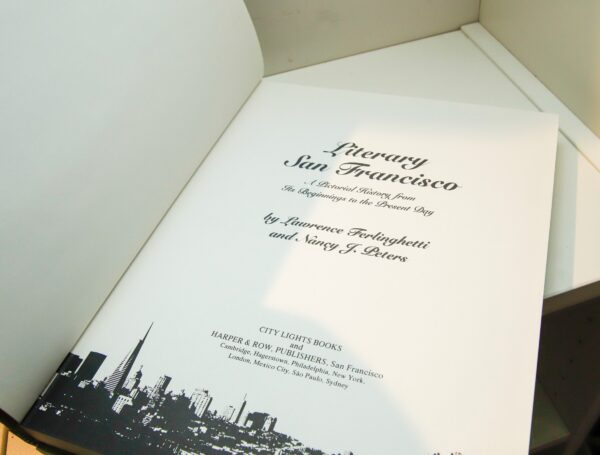 Literary
San Francisco
A Pictorial History from
Its Beginnings to the Present Day
by Lawrence Ferlinghetti
and Nancy J. Peters
CITY LIGHTS BOOKS
and
HARPER & ROW, PUBLISHERS, San Francisco
Cambridge, Hagerstown, Philadelphia, New York,
London, Mexico City, São Paulo, Sydney